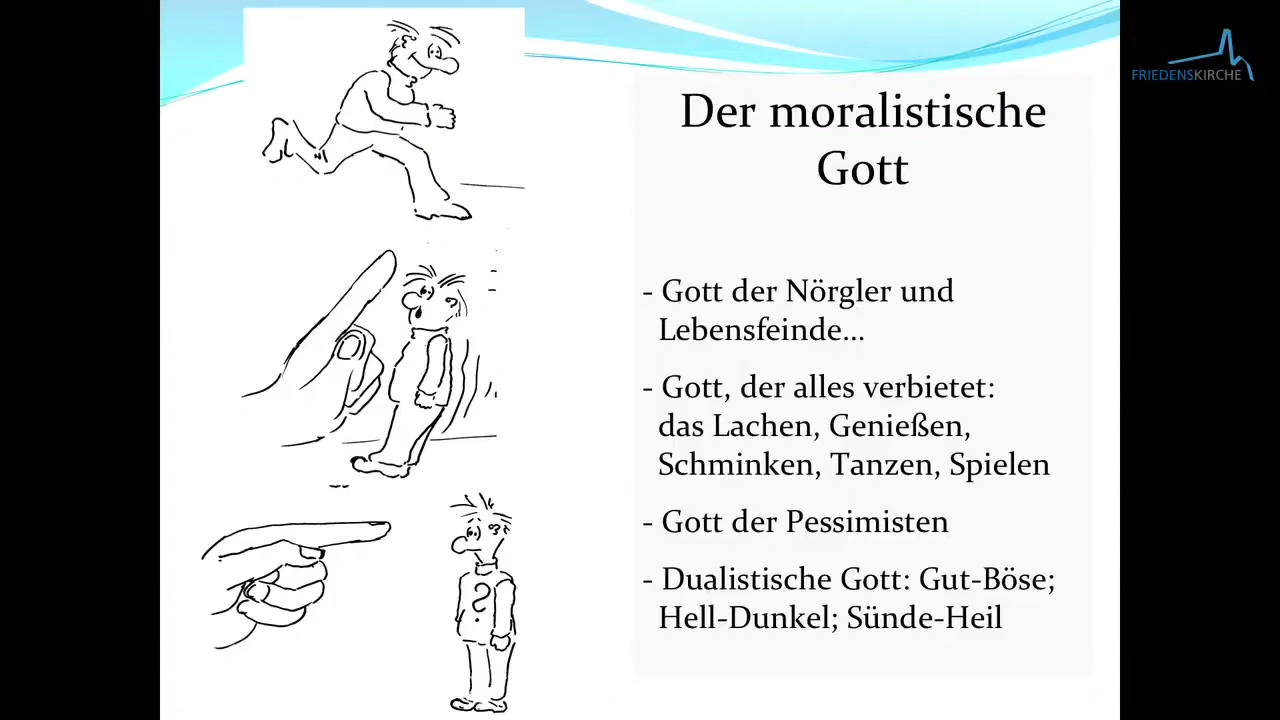 FRIEDENSKIRCHE
Der moralistische
Gott
- Gott der Nörgler und
Lebensfeinde...
- Gott, der alles verbietet:
das Lachen, Genießen,
Schminken, Tanzen, Spielen
- Gott der Pessimisten
- Dualistische Gott: Gut-Böse;
Hell-Dunkel; Sünde-Heil
?